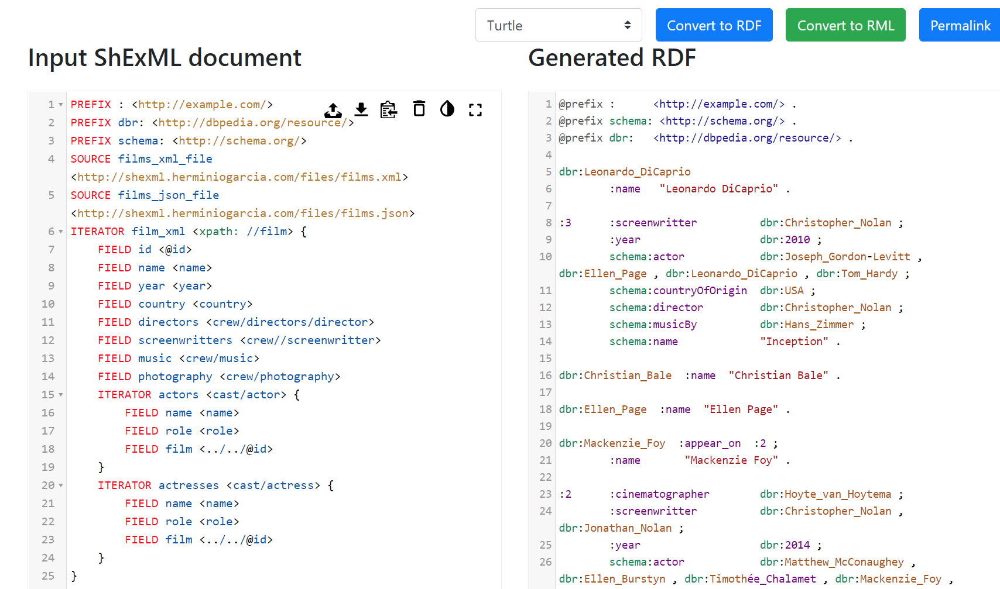 Turtle
Convert to RDF
Convert to RML
Permalink
Input ShExML document
1 PREFIX : <http://example.com/>
2 PREFIX dbr: <http://dbpedia.org/resource/>
3 PREFIX schema: <http://schema.org/>
4 SOURCE films_xml_file
<http://shexml.herminiogarcia.com/files/films.xml>
5 SOURCE films_json_file
<http://shexml.herminiogarcia.com/files/films.json>
6 ITERATOR film_xml <xpath: //film> {
7 FIELD id <@id>
8 FIELD name <name>
9 FIELD year <year>
10 FIELD country <country>
11 FIELD directors <crew/directors/director>
12 FIELD screenwritters <crew//screenwritter>
13 FIELD music <crew/music>
14 FIELD photography <crew/photography>
15 ITERATOR actors <cast/actor> {
16 FIELD name <name>
17 FIELD role <role>
18 FIELD film <../../@id>
19 }
20 ITERATOR actresses <cast/actress> {
21 FIELD name <name>
22 FIELD role <role>
23 FIELD film <../../@id>
24 }
25 }
Generated RDF
1 @prefix : <http://example.com/> .
2 @prefix schema: <http://schema.org/> .
3 @prefix dbr: <http://dbpedia.org/resource/> .
4
5 dbr:Leonardo_DiCaprio
6 :name "Leonardo DiCaprio" .
7
8 :3 :screenwritter dbr:Christopher_Nolan ;
9 :year dbr:2010 ;
10 schema:actor dbr:Joseph_Gordon-Levitt ,
dbr:Ellen_Page , dbr:Leonardo_DiCaprio , dbr:Tom_Hardy ;
11 schema:countryOfOrigin dbr:USA ;
12 schema:director dbr:Christopher_Nolan ;
13 schema:musicBy dbr:Hans_Zimmer ;
14 schema:name "Inception" .
15
16 dbr:Christian_Bale :name "Christian Bale" .
17
18 dbr:Ellen_Page :name "Ellen Page" .
19
20 dbr:Mackenzie_Foy :appear_on :2 ;
21 :name "Mackenzie Foy" .
22
23 :2 :cinematographer dbr:Hoyte_van_Hoytema ;
24 :screenwritter dbr:Christopher_Nolan ,
dbr:Jonathan_Nolan ;
25 :year dbr:2014 ;
26 schema:actor dbr:Matthew_McConaughey ,
dbr:Ellen_Burstyn , dbr:Timothée_Chalamet , dbr:Mackenzie_Foy ,